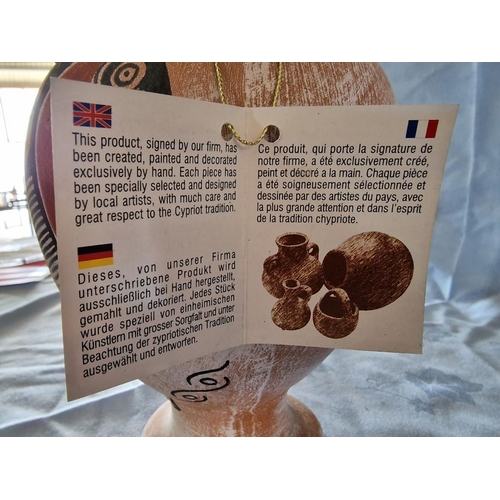 This product, signed by our firm, has
been created, painted and decorated
exclusively by hand. Each piece has
been specially selected and designed
by local artists, with much care and
great respect to the Cypriot tradition.
Dieses, von unserer Firma
unterschriebene Produkt wird
ausschließlich bei Hand hergestellt,
gemahlt und dekoriert. Jedes Stück
wurde speziel von einheimischen
Künstlern mit grosser Sorgfalt und unter
Beachtung der zypriotischen Tradition
ausgewählt und entworfen.
Ce produit, qui porte la signature de
notre firme, a été exclusivement créé,
peint et déccré a la main. Chaque pièce
a été soigneusement sélectionnée et
dessinée par des artistes du pays, avec
la plus grande attention et dans l'esprit
de la tradition chypriote.